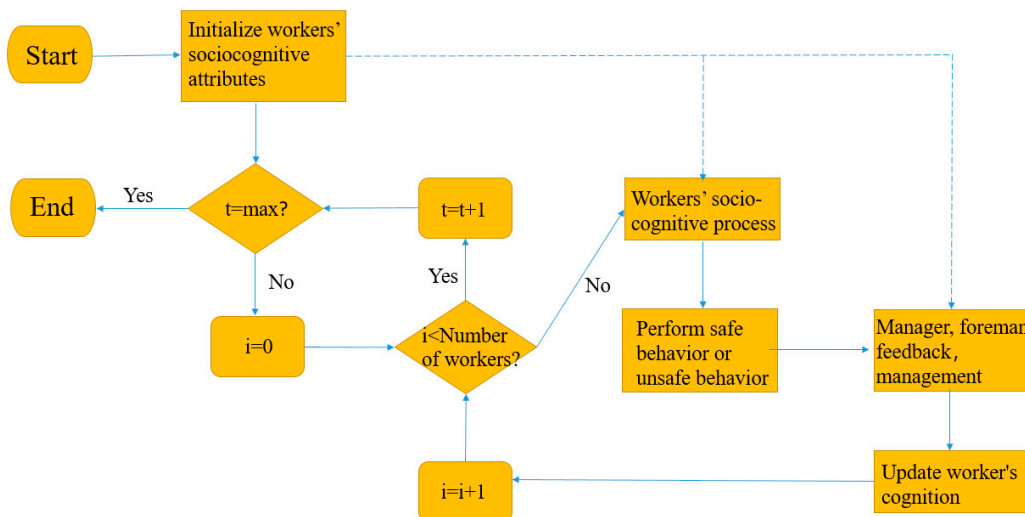 Start
Initialize workers’
sociocognitive
attributes
End
Yes
t=max?
t=t+1
Workers’ socio-
cognitive process
No
Yes
No
i=0
i<Number
of workers?
Perform safe
behavior or
unsafe behavior
Manager, foreman
feedback,
management
i=i+1
Update worker's
cognition